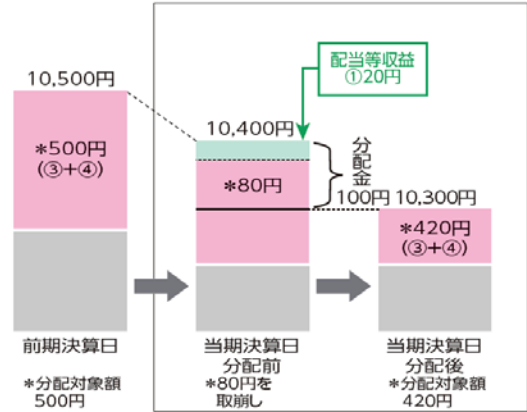 配当等収益
①20円
10,500円
10,400円
*500円
(③+④)
*80円
分配金
100円
10,300円
*420円
(③+④)
前期決算日
当期決算日
分配前
当期決算日
分配後
*分配対象額
500円
*80円を
取崩し
*分配対象額
420円